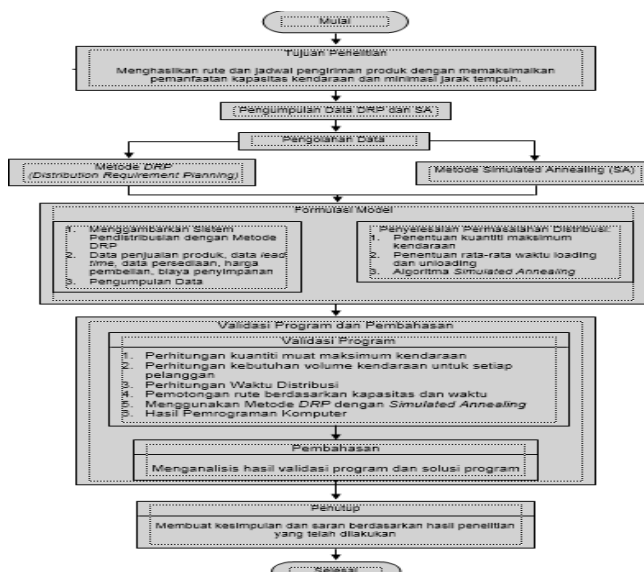 Mulai
Tujuan Penelitian
Menghasilkan rute dan jadwal pengiriman produk dengan memaksimalkan
pemanfaatan kapasitas kendaraan dan minimasi jarak tempuh.
Pengumpulan Data DRP dan SA
Pengolahan Data
Metode DRP
(Distribution Requirement Planning)
Metode Simulated Annealing (SA)
Formulasi Model
1. Menggambarkan Sistem
Pendistribusian dengan Metode
DRP
2. Data penjualan produk, data lead
time, data persediaan, harga
pembelian, biaya penyimpanan
3. Pengumpulan Data
Penyelesaian Permasalahan Distribusi:
1. Penentuan kuantiti maksimum
kendaraan
2. Penentuan rata-rata waktu loading
dan unloading
3. Algoritma Simulated Annealing
Validasi Program dan Pembahasan
Validasi Program
1. Perhitungan kuantiti muat maksimum kendaraan
2. Perhitungan kebutuhan volume kendaraan untuk setiap
pelanggan
3. Perhitungan Waktu Distribusi
4. Pemotongan rute berdasarkan kapasitas dan waktu
5. Menggunakan Metode DRP dengan Simulated Annealing
6. Hasil Pemrograman Komputer
Pembahasan
Menganalisis hasil validasi program dan solusi program
Penutup
Membuat kesimpulan dan saran berdasarkan hasil penelitian
yang telah dilakukan
Selesai